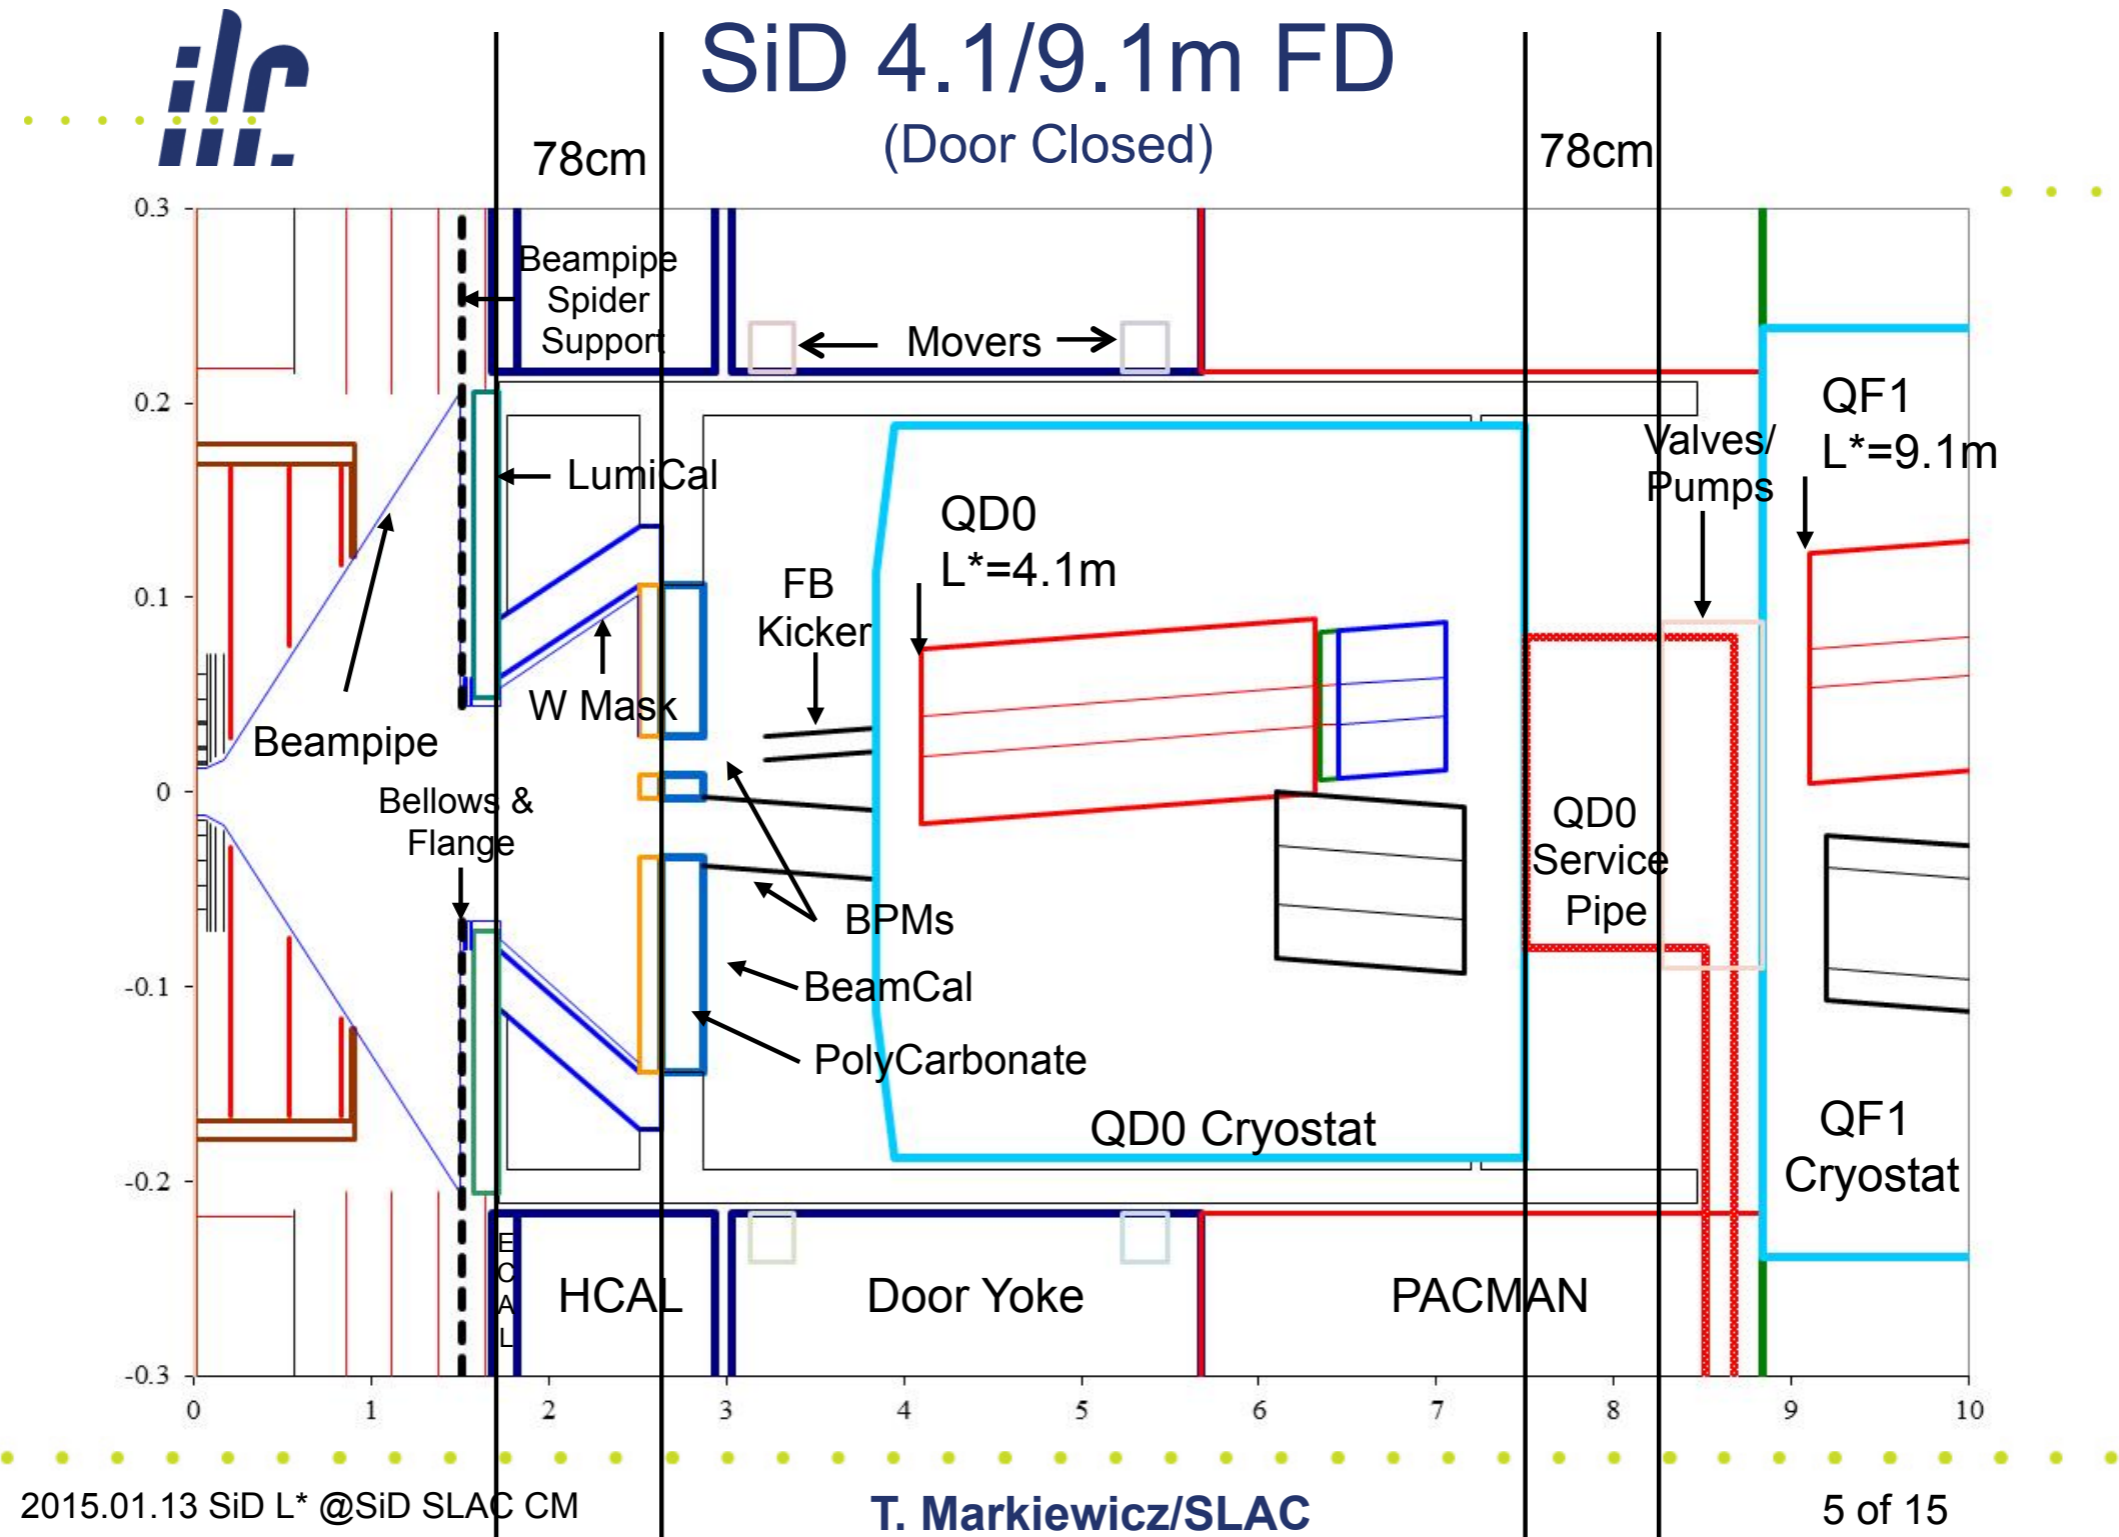 ilc
SiD 4.1/9.1m FD
(Door Closed)
78cm
78cm
0.3
0.2
0.1
0
-0.1
-0.2
-0.3
Beampipe
Spider
Support
Movers
QF1
L*=9.1m
Valves/
Pumps
LumiCal
QD0
L*=4.1m
FB
Kicker
W Mask
Beampipe
Bellows &
Flange
QD0
Service
Pipe
BPMs
BeamCal
PolyCarbonate
QD0 Cryostat
QF1
Cryostat
E
C
A
L
HCAL
Door Yoke
PACMAN
0 1 2 3 4 5 6 7 8 9 10
2015.01.13 SiD L* @SiD SLAC CM
T. Markiewicz/SLAC
5 of 15